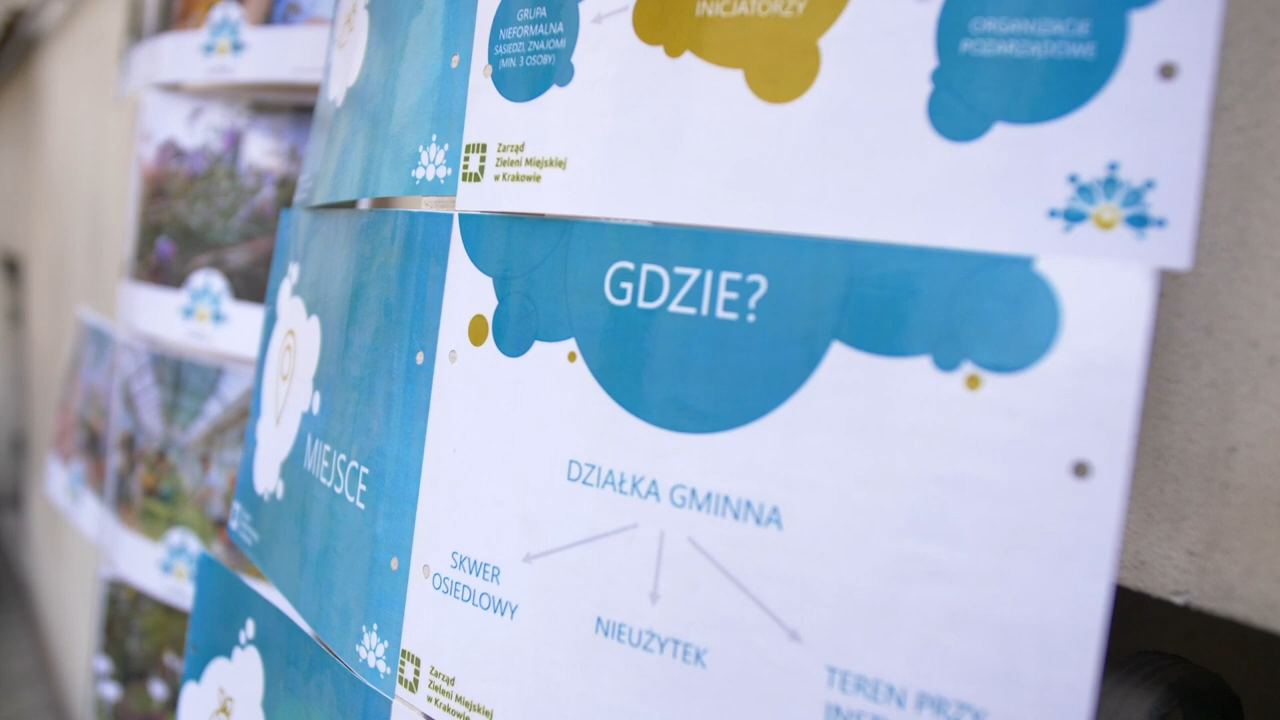 GRUPA
NIEFORMALNA
SĄSIEDZI, ZNAJOMI
(MIN. 3 OSOBY)
INICJATORZY
ORGANIZACJE
POZARZĄDOWE
Zarząd
Zieleni Miejskiej
w Krakowie
GDZIE?
MIEJSCE
DZIAŁKA GMINNA
SKWER
OSIEDLOWY
NIEUŻYTEK
TEREN PRZY
Zarząd
Zieleni Miejskiej
w Krakowie